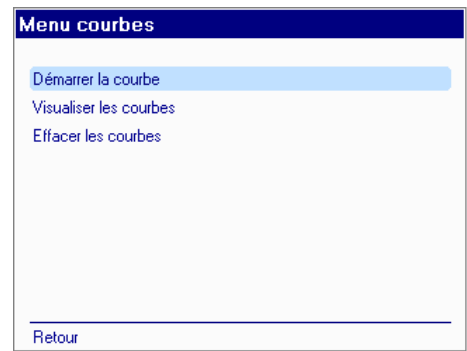 Menu courbes
Démarrer la courbe
Visualiser les courbes
Effacer les courbes
Retour